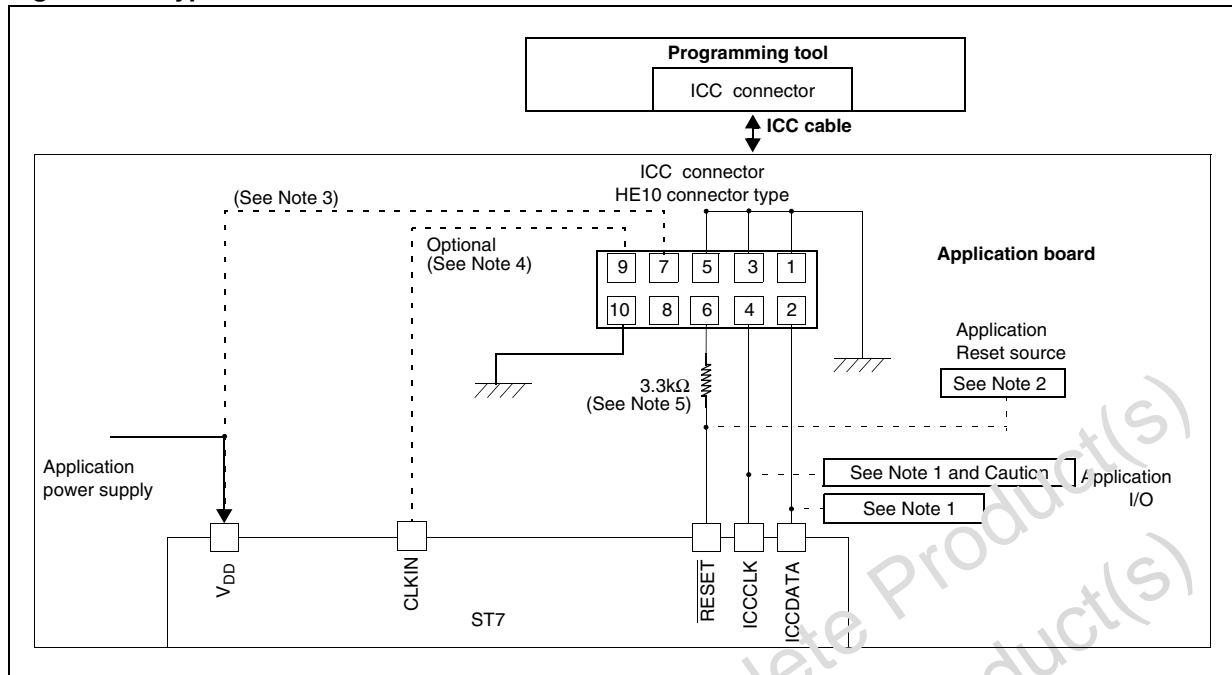 Programming tool
ICC connector
ICC cable
ICC connector
HE10 connector type
(See Note 3)
Optional
(See Note 4)
Application board
9 7 5 3 1
10 8 6 4 2
Application
Reset source
See Note 2
3.3kΩ
(See Note 5)
Application
power supply
See Note 1 and Caution
Application
I/O
See Note 1
VDD
CLKIN
RESET
ICCCLK
ICCDATA
ST7
lete Product(s)
oduct(s)